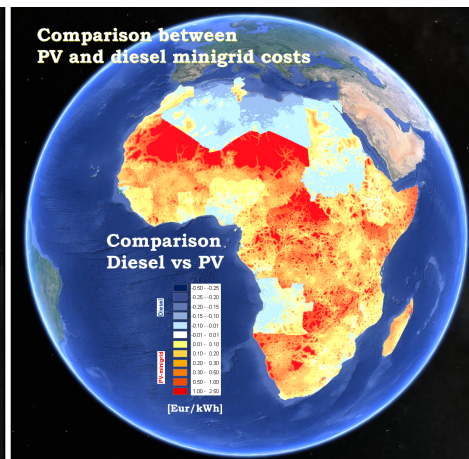 Comparison between
PV and diesel minigrid costs
Comparison
Diesel vs PV
Diesel
-0.50 - -0.25
-0.25 - -0.20
-0.20 - -0.15
-0.15 - -0.10
-0.10 - -0.01
-0.01 - 0.01
0.01 - 0.10
0.10 - 0.20
0.20 - 0.30
0.30 - 0.50
0.50 - 1.00
1.00 - 2.50
PV-minigrid
[Eur/kWh]